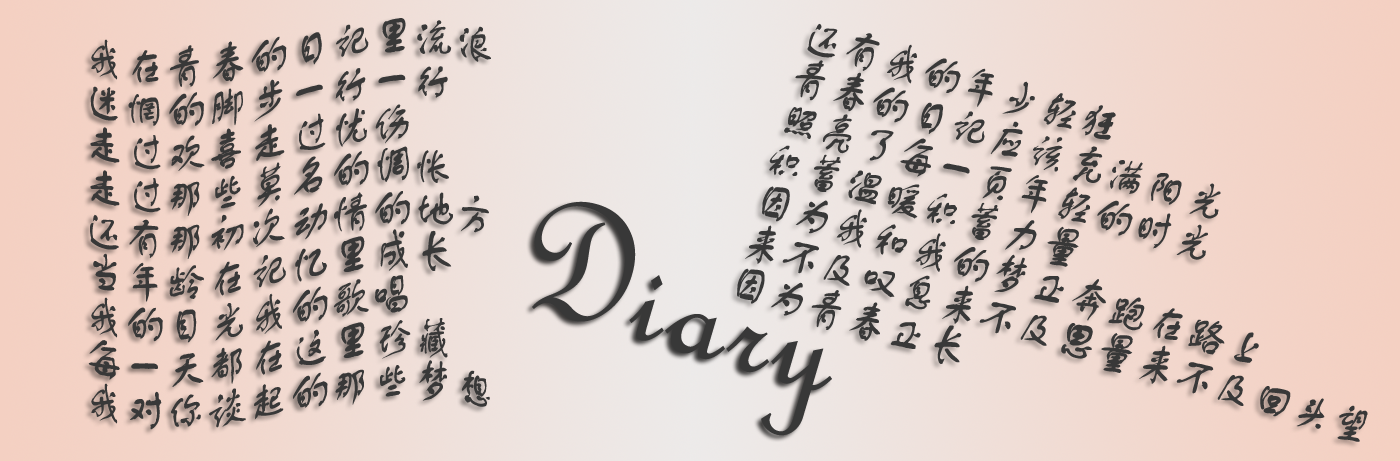 我在青春的日记里流浪
迷惘的脚步一行一行
走过欢喜走过忧伤
走过那些莫名的惆怅
还有那初次动情的地方
当年龄在记忆里成长
我的目光我的歌唱
每一天都在这里珍藏
我对你谈起的那些梦想
Diary
还有我的年少轻狂
青春的日记应该充满阳光
照亮了每一页年轻的时光
积蓄温暖积蓄力量
因为我和我的梦正奔跑在路上
来不及叹息来不及思量来不及回头望
因为青春正长